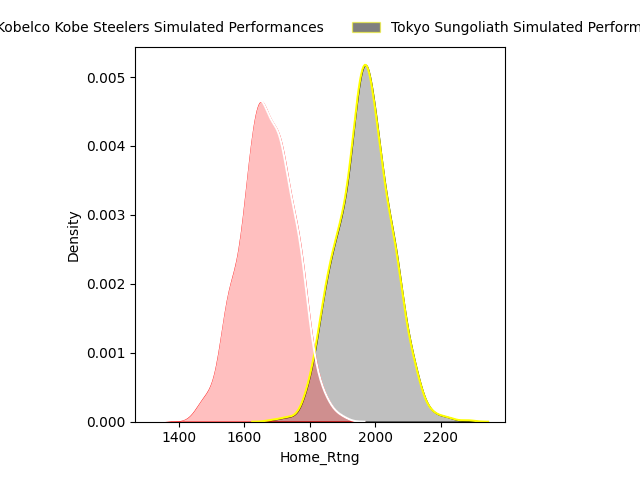 Kobelco Kobe Steelers Simulated Performances
Tokyo Sungoliath Simulated Perform
0.005
0.004
0.003
0.002
0.001
0.000
Density
1400 1600 1800 2000 2200
Home_Rtng